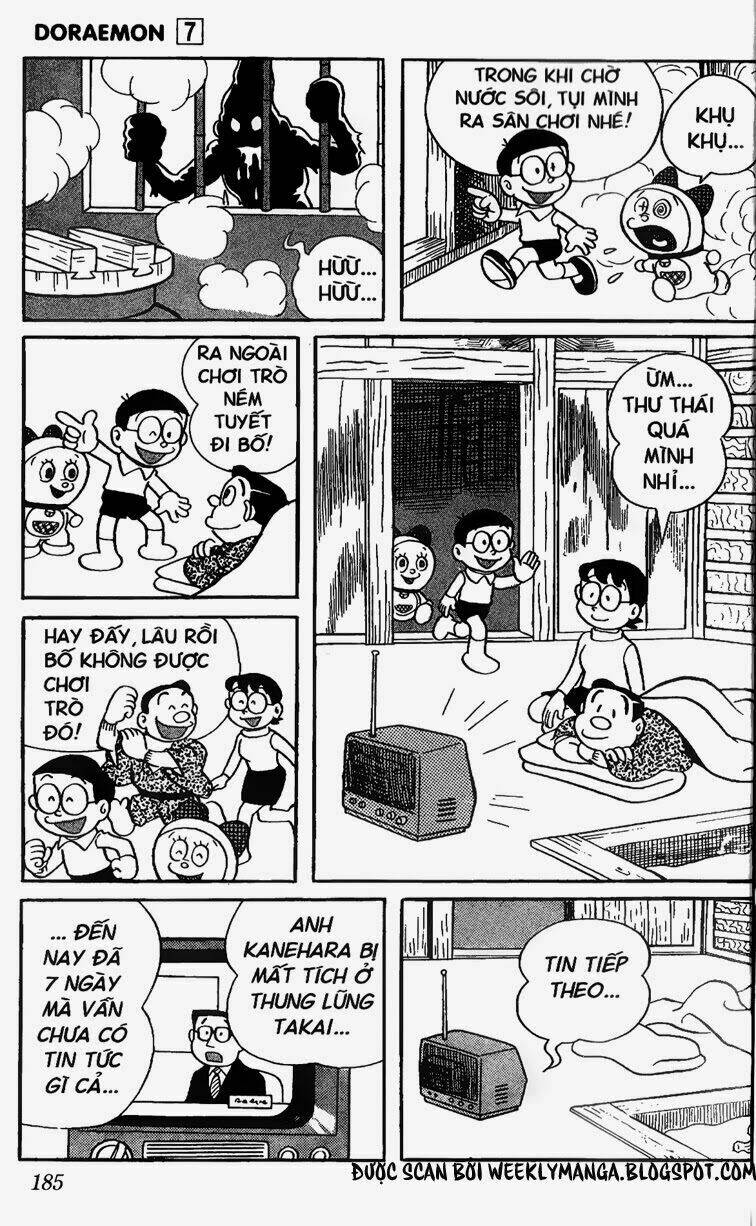 DORAEMON 7
TRONG KHI CHỜ
NƯỚC SÔI, TỤI MÌNH
RA SÂN CHƠI NHÉ!
KHỤ
KHỤ...
HỪỪ...
HỪỪ...
ỪM...
THƯ THÁI
QUÁ
MÌNH
NHỈ...
RA NGOÀI
CHƠI TRÒ
NÉM
TUYẾT
ĐI BỐ!
HAY ĐẤY, LÂU RỒI
BỐ KHÔNG ĐƯỢC
CHƠI
TRÒ
ĐÓ!
TIN TIẾP
THEO...
ANH
KANEHARA BỊ
MẤT TÍCH Ở
THUNG LŨNG
TAKAI...
... ĐẾN
NAY ĐÃ
7 NGÀY
MÀ VẪN
CHƯA CÓ
TIN TỨC
GÌ CẢ...
185
ĐƯỢC SCAN BỞI WEEKLYMANGA.BLOGSPOT.COM